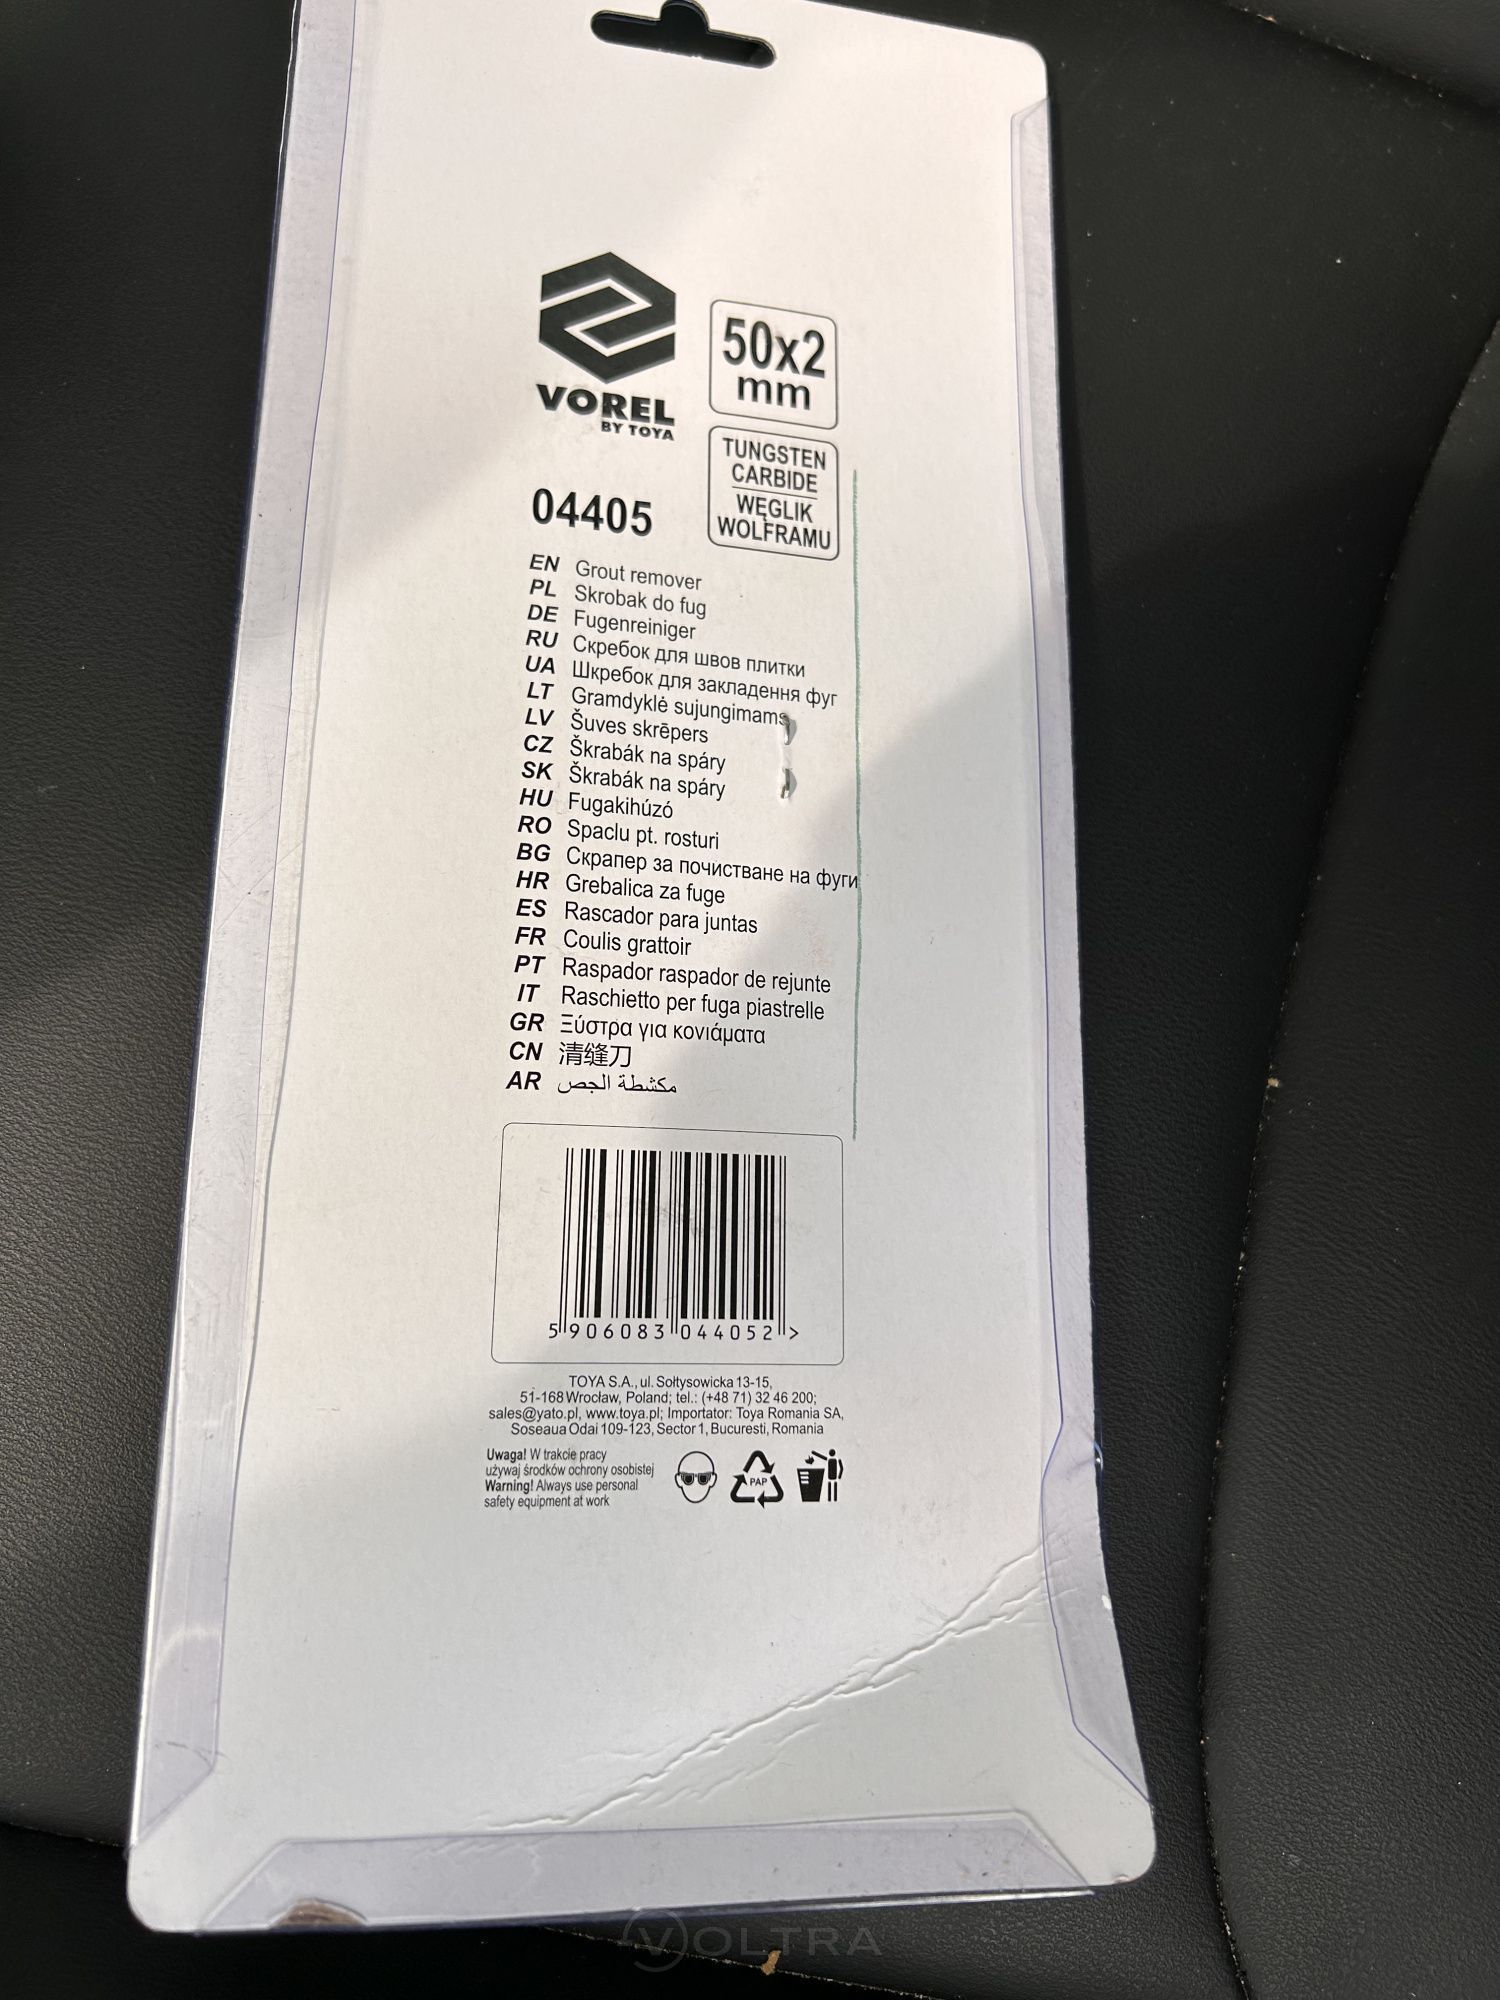 VOREL
BY TOYA
50x2
mm
TUNGSTEN
CARBIDE
WĘGLIK
WOLFRAMU
04405
EN Grout remover
PL Skrobak do fug
DE Fugenreiniger
RU Скребок для швов плитки
UA Шкребок для закладення фуг
LT Gramdyklė sujungimams
LV Šuves skrēpers
CZ Škrabák na spáry
SK Škrabák na spáry
HU Fugakihúzó
RO Spaclu pt. rosturi
BG Скрапер за почистване на фуги
HR Grebalica za fuge
ES Rascador para juntas
FR Coulis grattoir
PT Raspador raspador de rejunte
IT Raschietto per fuga piastrelle
GR Ξύστρα για κονιάματα
CN 清缝刀
AR مكشطة الجص
5 906083 044052 >
TOYA S.A., ul. Sołtysowicka 13-15,
51-168 Wrocław, Poland; tel.: (+48 71) 32 46 200;
sales@yato.pl, www.toya.pl; Importator: Toya Romania SA,
Soseaua Odai 109-123, Sector 1, Bucuresti, Romania
Uwaga! W trakcie pracy
używaj środków ochrony osobistej
Warning! Always use personal
safety equipment at work
PAP
VOLTRA